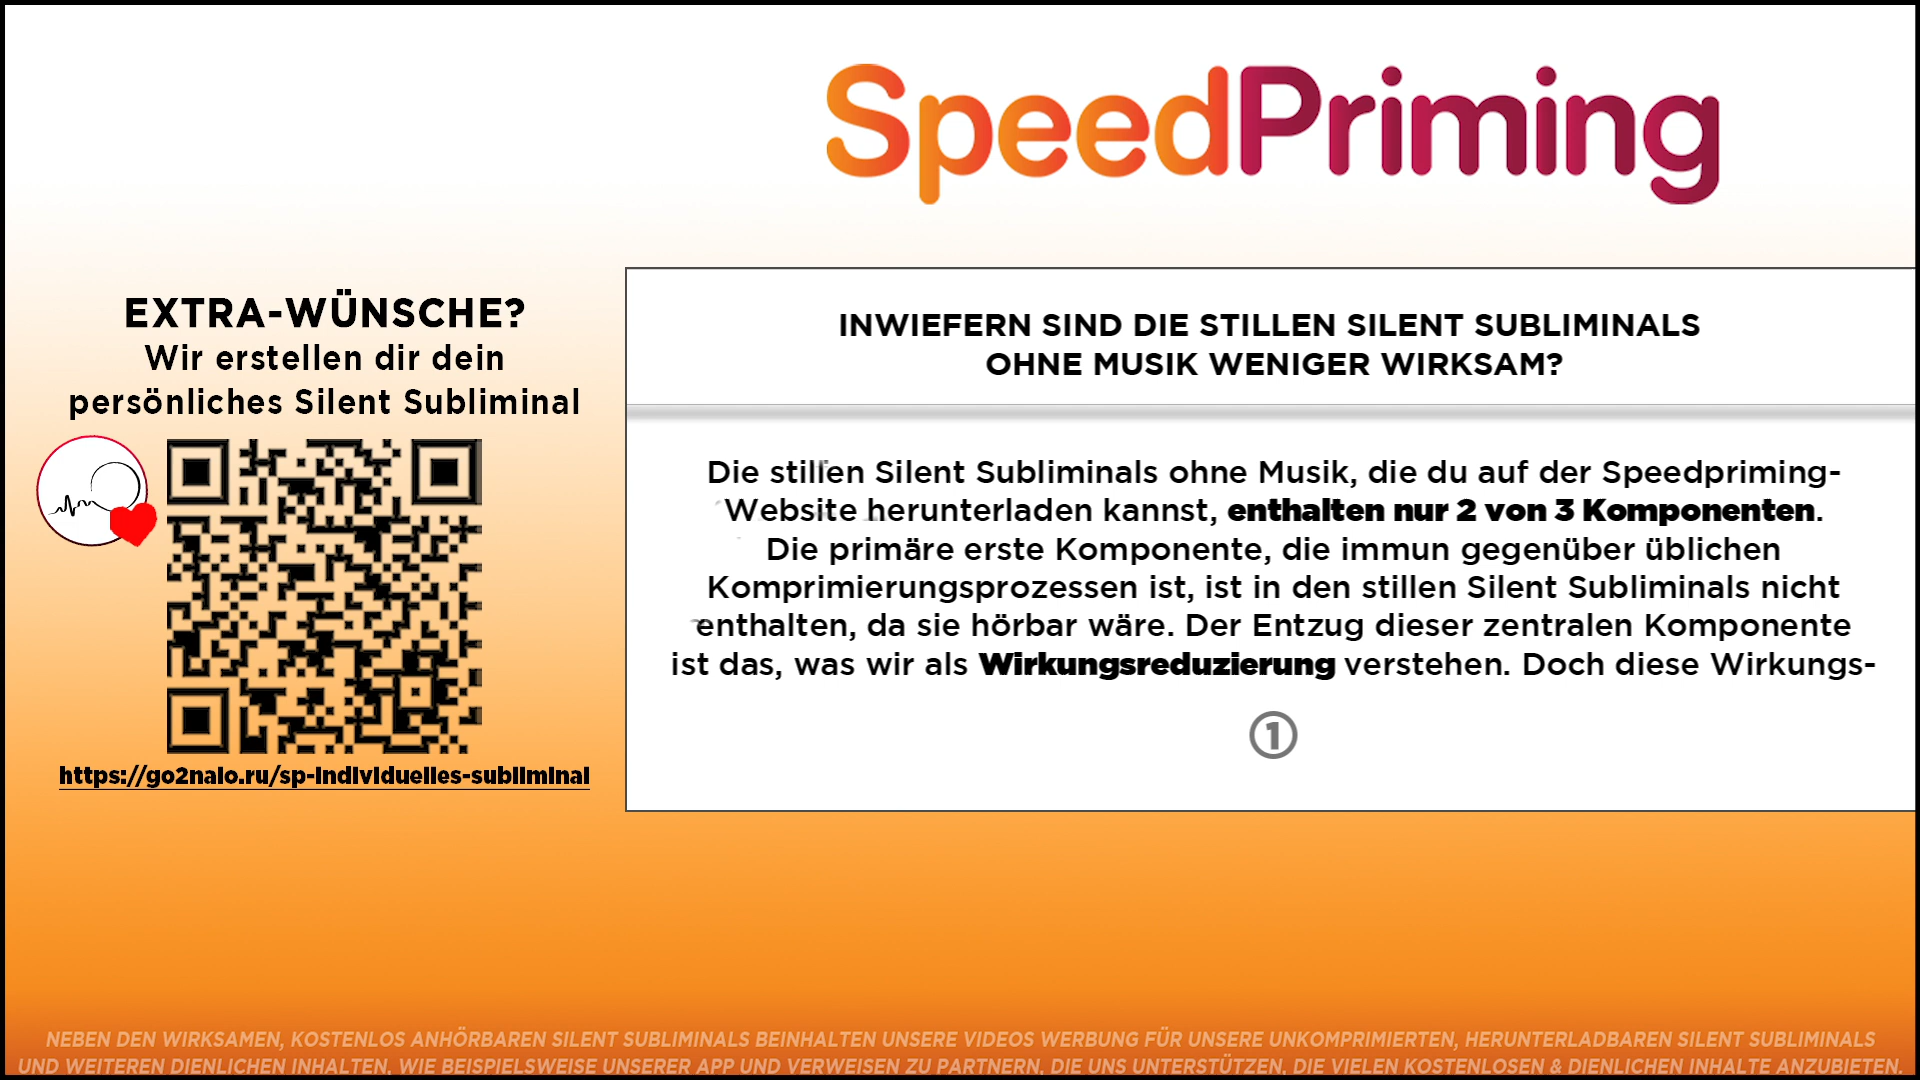 SpeedPriming
EXTRA-WÜNSCHE?
Wir erstellen dir dein
persönliches Silent Subliminal
https://go2nalo.ru/sp-individuelles-subliminal
INWIEFERN SIND DIE STILLEN SILENT SUBLIMINALS
OHNE MUSIK WENIGER WIRKSAM?
Die stillen Silent Subliminals ohne Musik, die du auf der Speedpriming-
Website herunterladen kannst, enthalten nur 2 von 3 Komponenten.
Die primäre erste Komponente, die immun gegenüber üblichen
Komprimierungsprozessen ist, ist in den stillen Silent Subliminals nicht
enthalten, da sie hörbar wäre. Der Entzug dieser zentralen Komponente
ist das, was wir als Wirkungsreduzierung verstehen. Doch diese Wirkungs-
1
NEBEN DEN WIRKSAMEN, KOSTENLOS ANHÖRBAREN SILENT SUBLIMINALS BEINHALTEN UNSERE VIDEOS WERBUNG FÜR UNSERE UNKOMPRIMIERTEN, HERUNTERLADBAREN SILENT SUBLIMINALS
UND WEITEREN DIENLICHEN INHALTEN, WIE BEISPIELSWEISE UNSERER APP UND VERWEISEN ZU PARTNERN, DIE UNS UNTERSTÜTZEN, DIE VIELEN KOSTENLOSEN & DIENLICHEN INHALTE ANZUBIETEN.